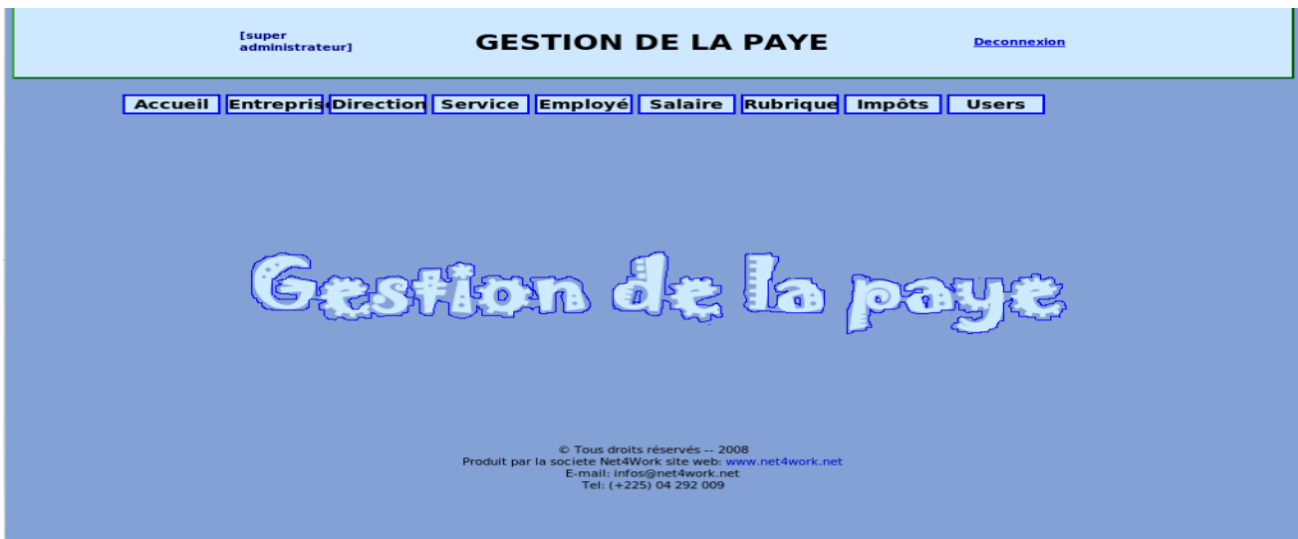 [super
administrateur]
GESTION DE LA PAYE
Deconnexion
Accueil Entreprise Direction Service Employé Salaire Rubrique Impôts Users
Gestion de la paye
© Tous droits réservés -- 2008
Produit par la societe Net4Work site web: www.net4work.net
E-mail: infos@net4work.net
Tel: (+225) 04 292 009